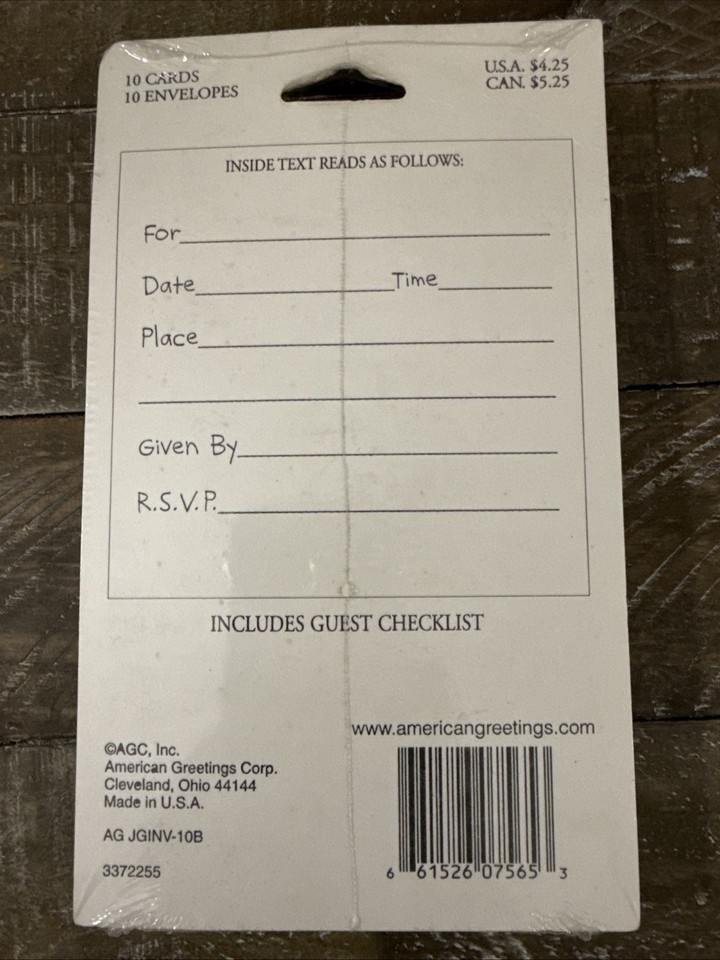 10 CARDS
10 ENVELOPES
U.S.A. $4.25
CAN. $5.25
INSIDE TEXT READS AS FOLLOWS:
For
Date Time
Place
Given By
R.S.V.P.
INCLUDES GUEST CHECKLIST
www.americangreetings.com
©AGC, Inc.
American Greetings Corp.
Cleveland, Ohio 44144
Made in U.S.A.
AG JGINV-10B
3372255
6 61526 07565 3